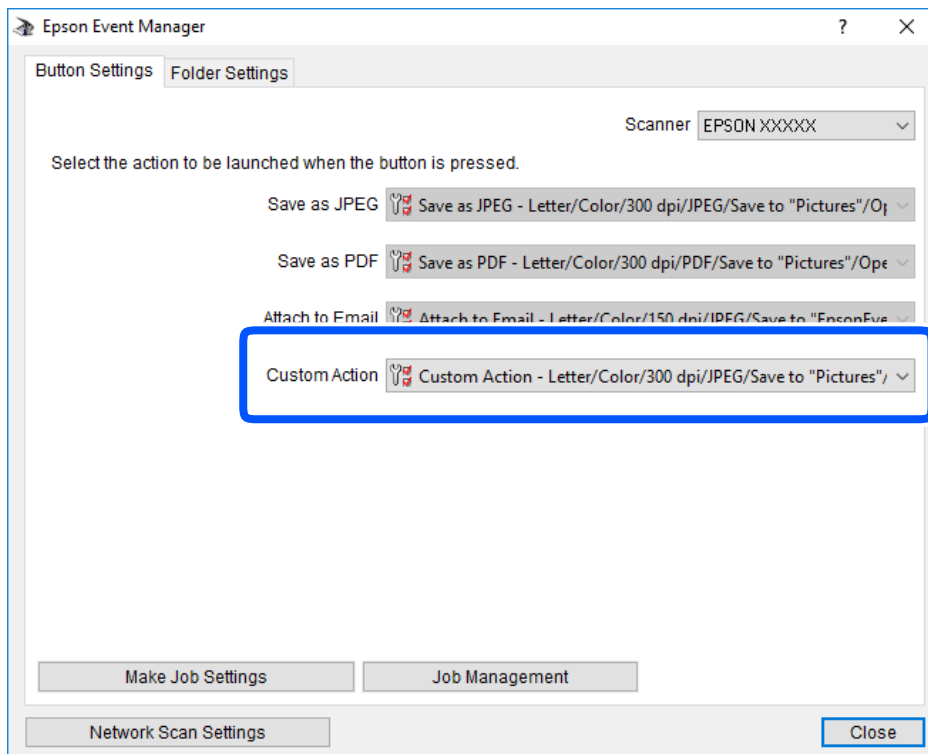 Epson Event Manager
Button Settings Folder Settings
Scanner EPSON XXXXX
Select the action to be launched when the button is pressed.
Save as JPEG Save as JPEG - Letter/Color/300 dpi/JPEG/Save to "Pictures"/Op
Save as PDF Save as PDF - Letter/Color/300 dpi/PDF/Save to "Pictures"/Ope
Attach to Email Attach to Email - Letter/Color/150 dpi/JPEG/Save to "EpsonEve
Custom Action Custom Action - Letter/Color/300 dpi/JPEG/Save to "Pictures"/
Make Job Settings Job Management
Network Scan Settings Close